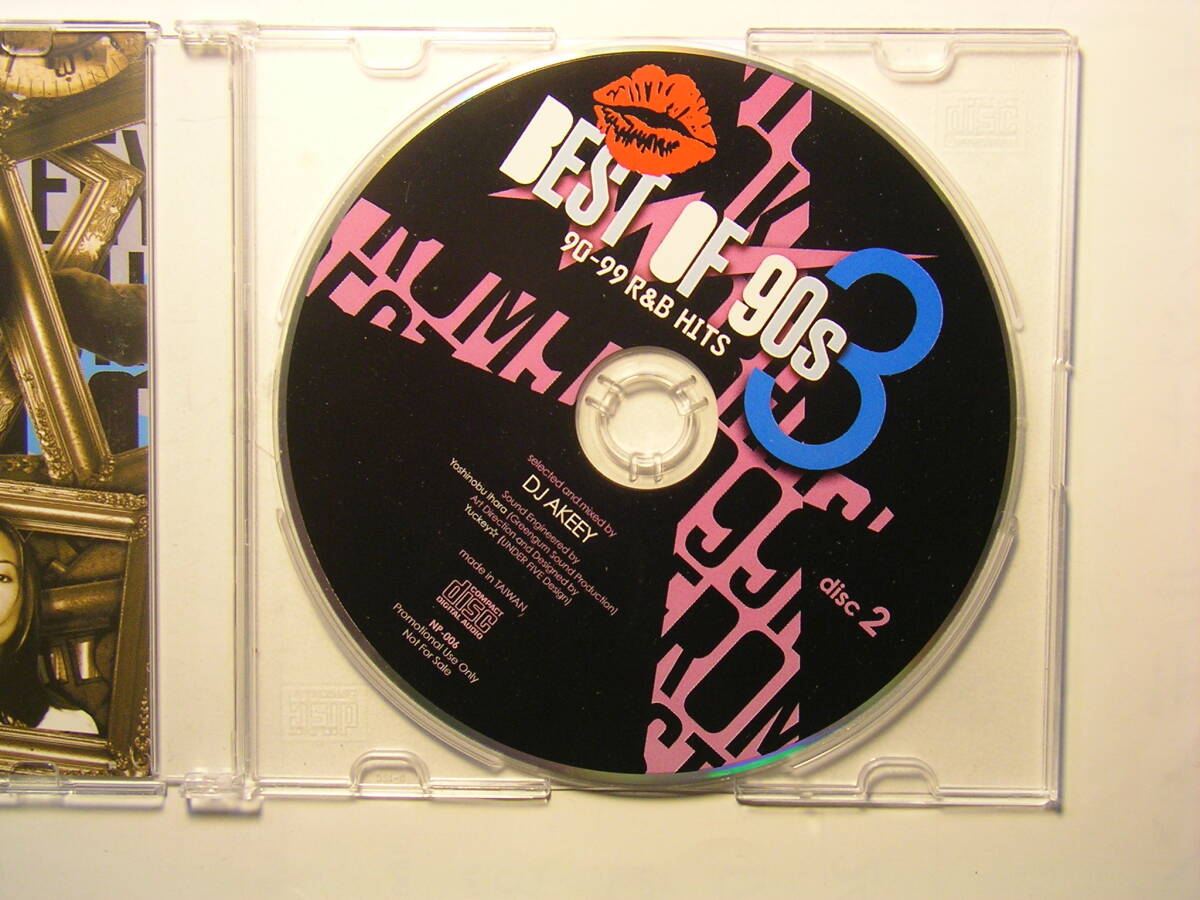 BEST OF 90s 3
90-99 R&B HITS
selected and mixed by
DJ AKEEY
Sound Engineered by
Yoshinobu Ihara (Greengum Sound Production)
Art Direction and Designed by
Yuckey☆ (UNDER FIVE Design)
made in TAIWAN
COMPACT
disc
DIGITAL AUDIO
NP-006
Promotional Use Only
Not For Sale
disc 2